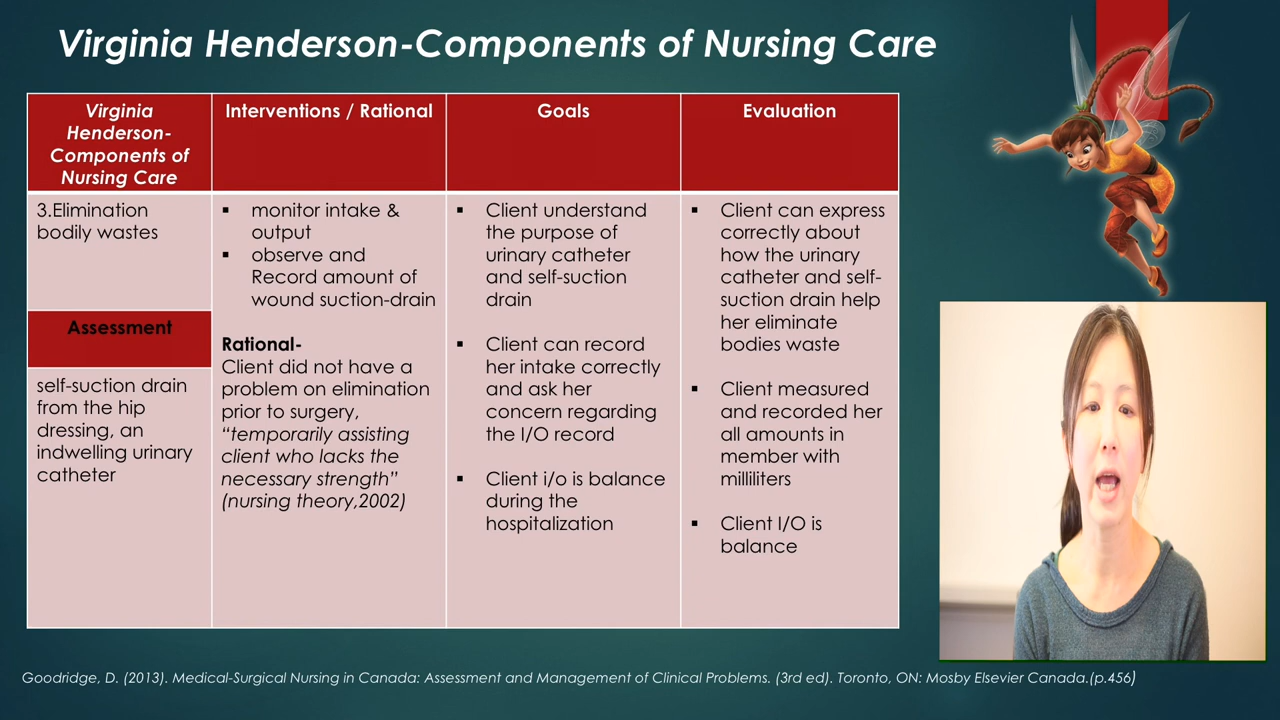 Virginia Henderson-Components of Nursing Care
Virginia
Henderson-
Components of
Nursing Care
Interventions / Rational
Goals
Evaluation
3.Elimination
bodily wastes
Assessment
self-suction drain
from the hip
dressing, an
indwelling urinary
catheter
▪ monitor intake &
output
▪ observe and
Record amount of
wound suction-drain
Rational-
Client did not have a
problem on elimination
prior to surgery,
“temporarily assisting
client who lacks the
necessary strength”
(nursing theory,2002)
▪ Client understand
the purpose of
urinary catheter
and self-suction
drain
▪ Client can record
her intake correctly
and ask her
concern regarding
the I/O record
▪ Client i/o is balance
during the
hospitalization
▪ Client can express
correctly about
how the urinary
catheter and self-
suction drain help
her eliminate
bodies waste
▪ Client measured
and recorded her
all amounts in
member with
milliliters
▪ Client I/O is
balance
Goodridge, D. (2013). Medical-Surgical Nursing in Canada: Assessment and Management of Clinical Problems. (3rd ed). Toronto, ON: Mosby Elsevier Canada.(p.456)